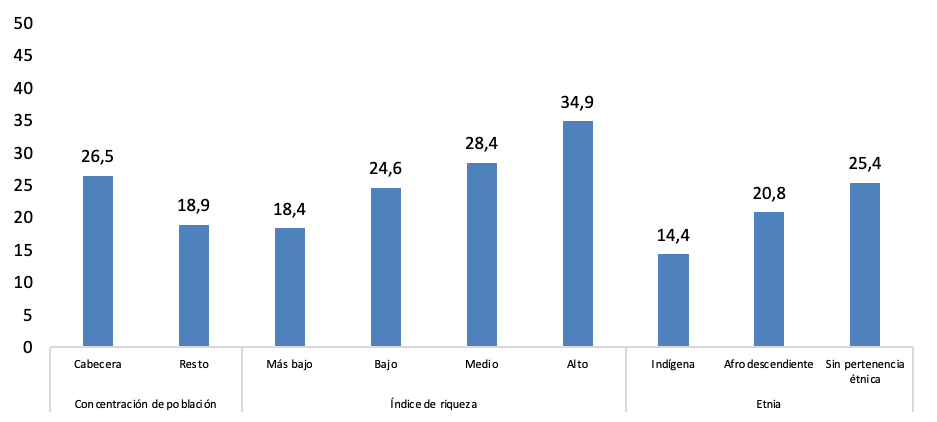 50
45
40
35
30
25
20
15
10
5
0
26,5
18,9
18,4
24,6
28,4
34,9
14,4
20,8
25,4
Cabecera
Resto
Más bajo
Bajo
Medio
Alto
Indígena
Afro descendiente
Sin pertenencia
étnica
Concentración de población
Índice de riqueza
Etnia